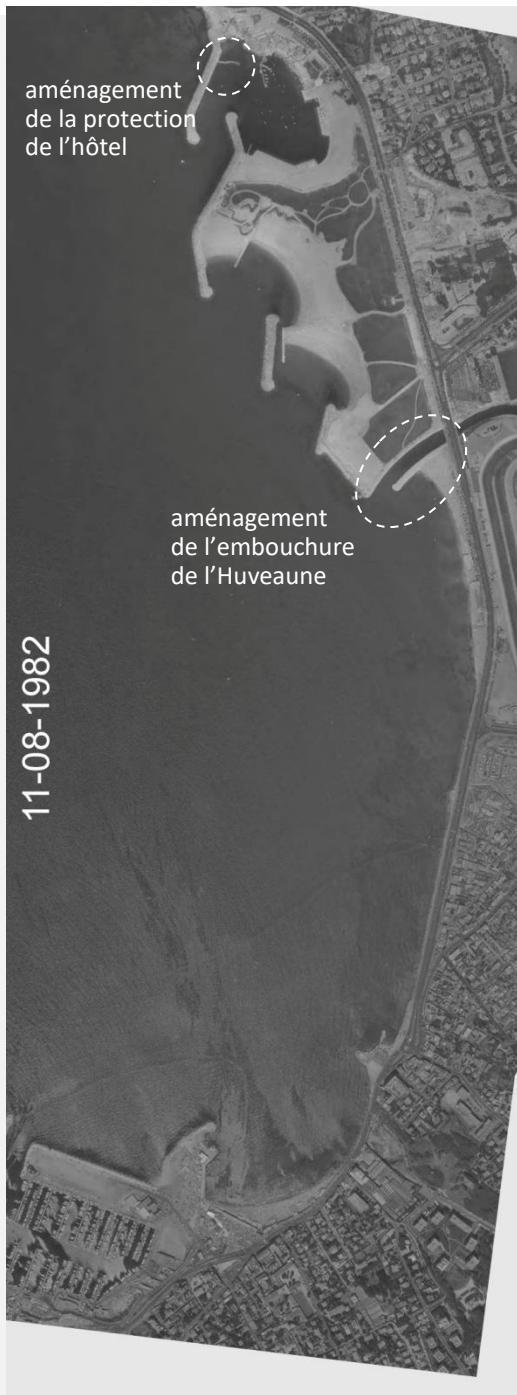 aménagement
de la protection
de l’hôtel
aménagement
de l’embouchure
de l’Huveaune
11-08-1982